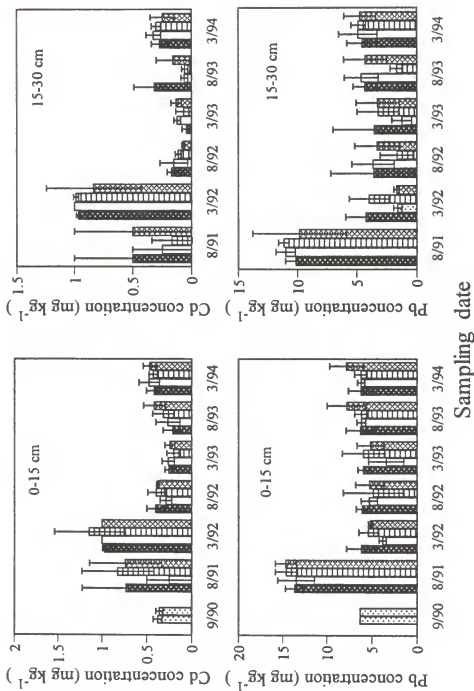 0-15 cm
Cd concentration (mg kg⁻¹)
2
1.5
1
0.5
0
9/90 8/91 3/92 8/92 3/93 8/93 3/94
15-30 cm
Cd concentration (mg kg⁻¹)
1.5
1
0.5
0
8/91 3/92 8/92 3/93 8/93 3/94
0-15 cm
Pb concentration (mg kg⁻¹)
20
15
10
5
0
9/90 8/91 3/92 8/92 3/93 8/93 3/94
15-30 cm
Pb concentration (mg kg⁻¹)
15
10
5
0
8/91 3/92 8/92 3/93 8/93 3/94
Sampling date